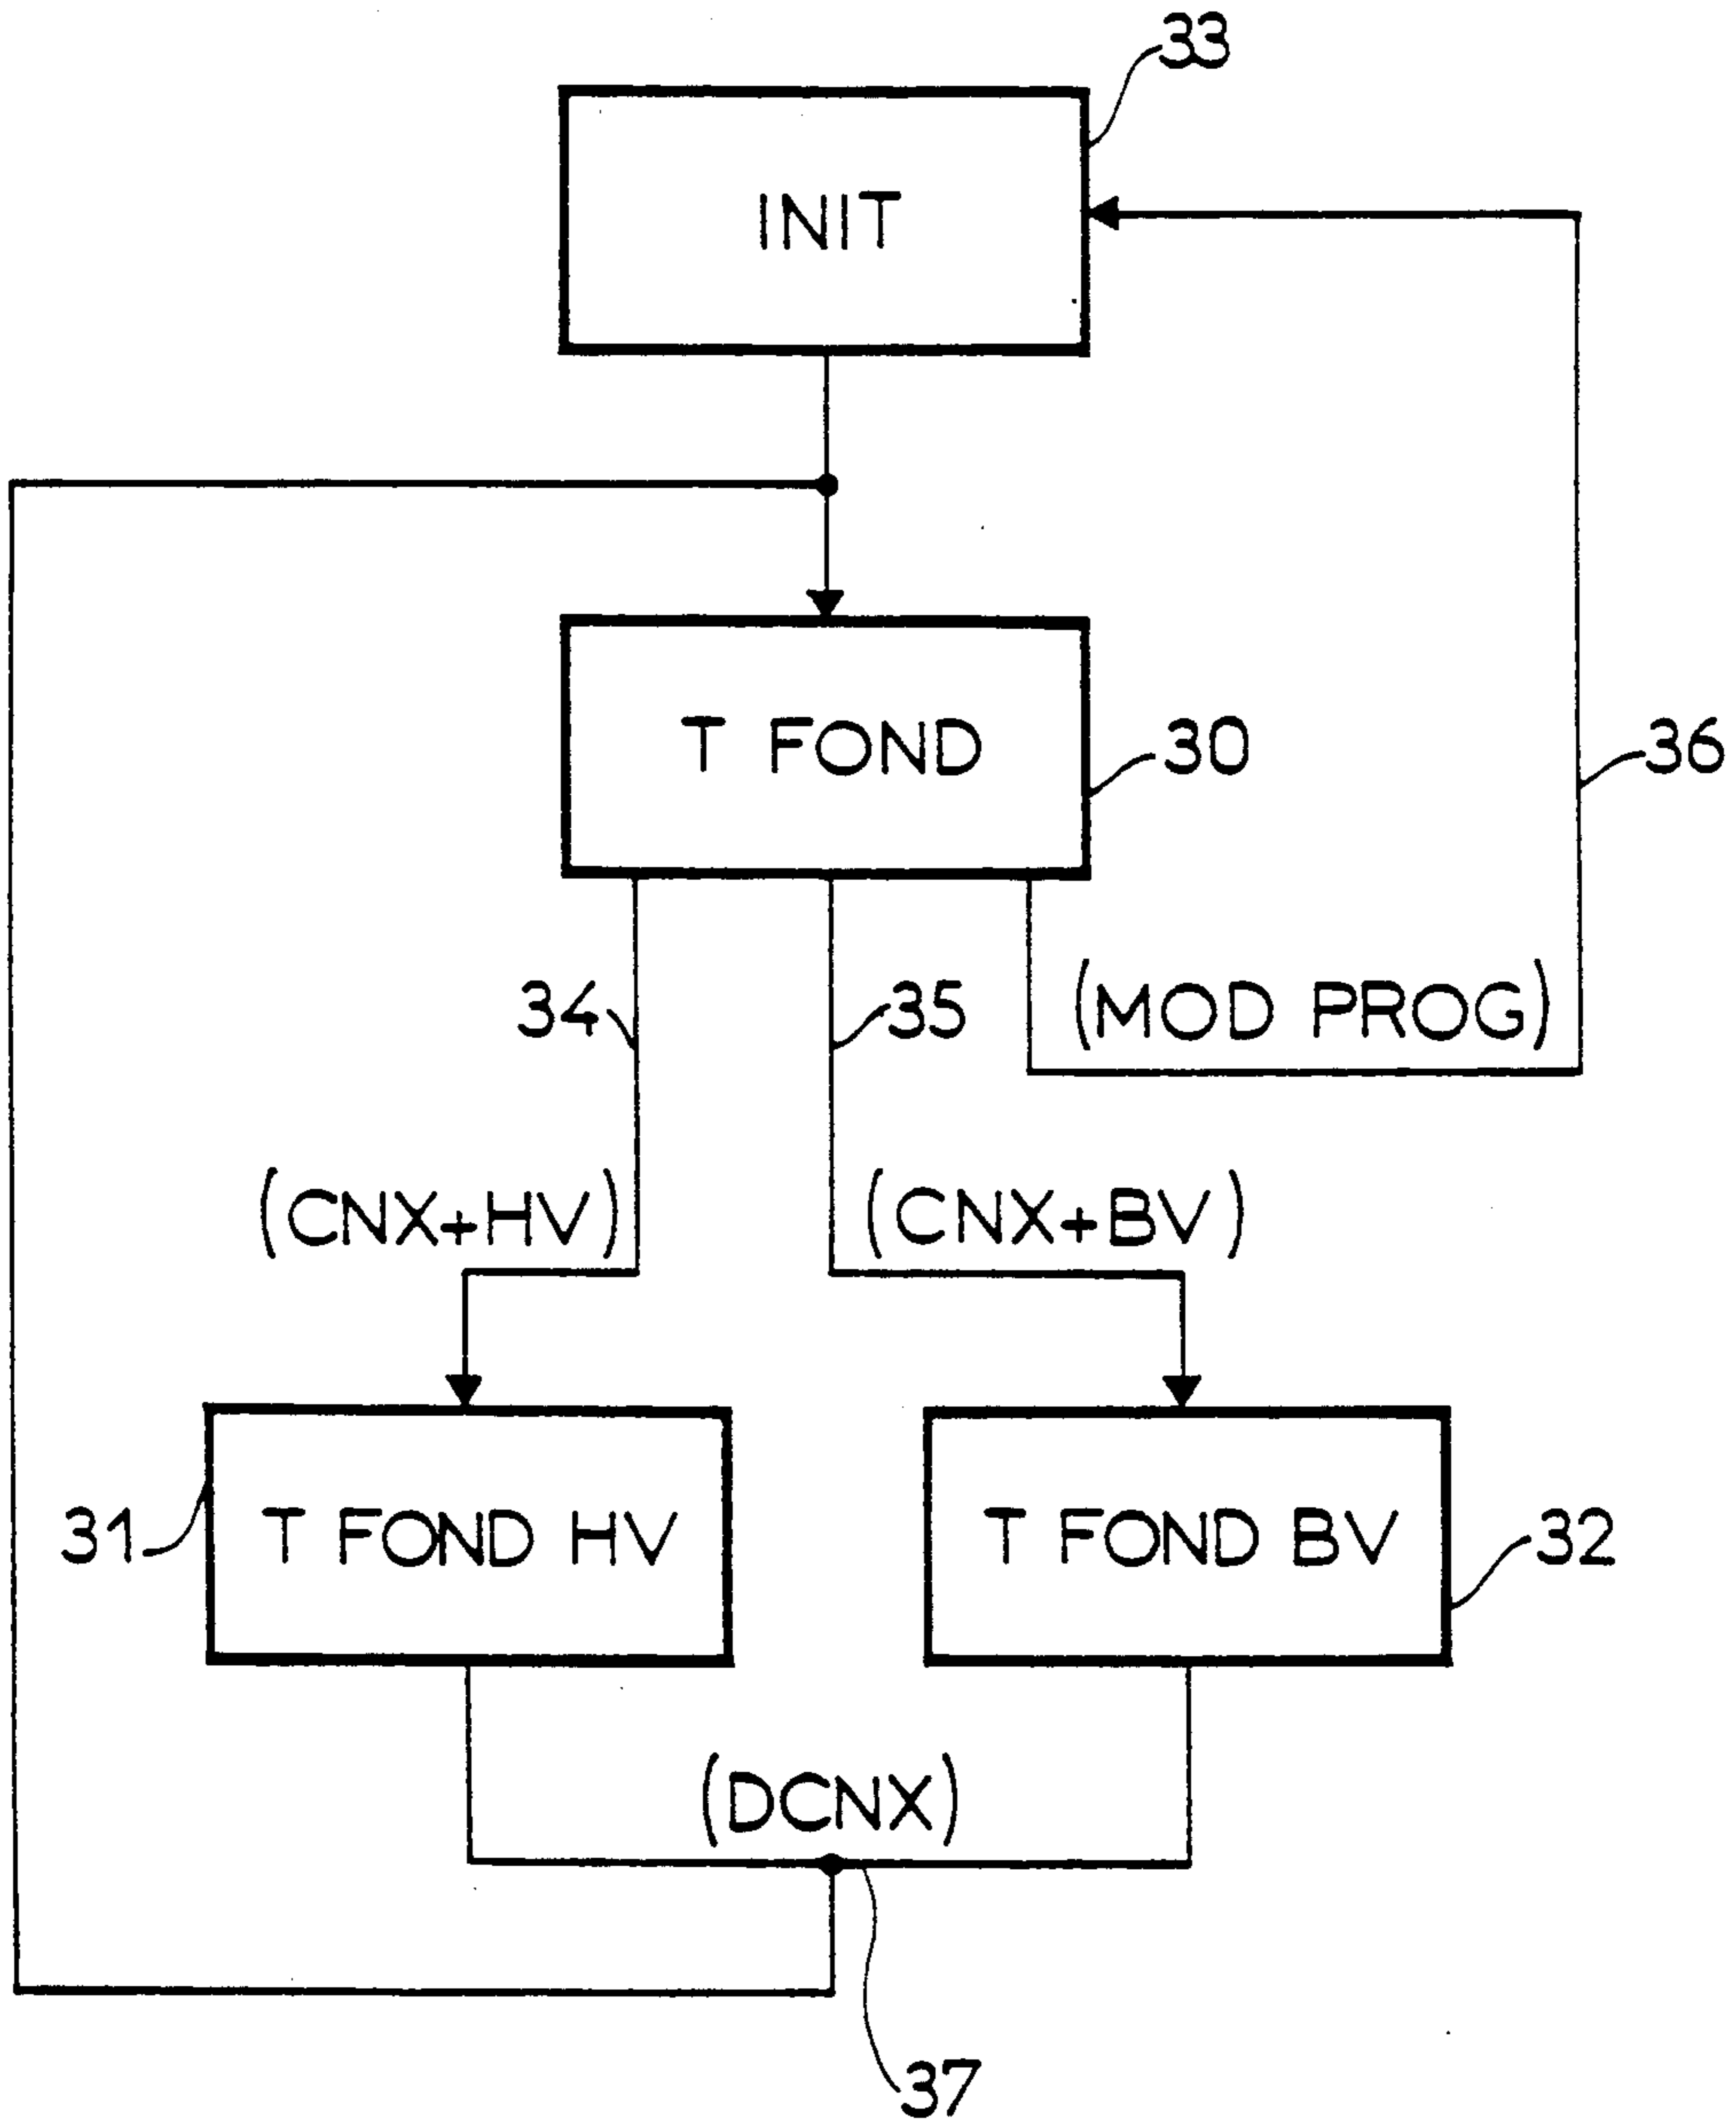 33
INIT
T FOND
30
36
34
35
(MOD PROG)
(CNX+HV)
(CNX+BV)
31
T FOND HV
T FOND BV
32
(DCNX)
37